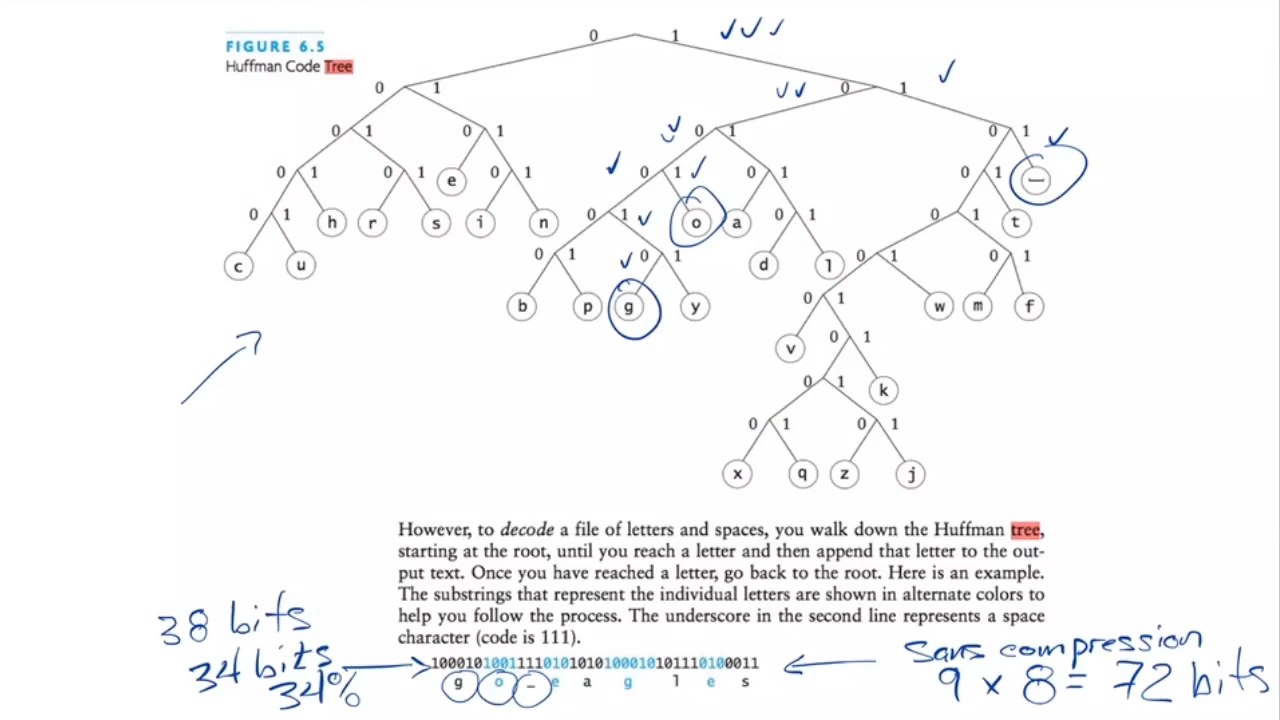 0 1
FIGURE 6.5
Huffman Code Tree
0 1 0 1
0 1 0 1 0 1 0 1
0 1 0 1 e 0 1 0 1 0 1 0 1 _
0 1 h r s i n 0 1 o a 0 1 0 1 t
c u 0 1 0 1 d l 0 1 0 1
b p g y 0 1 w m f
v 0 1
0 1 k
0 1 0 1
x q z j
However, to decode a file of letters and spaces, you walk down the Huffman tree,
starting at the root, until you reach a letter and then append that letter to the out-
put text. Once you have reached a letter, go back to the root. Here is an example.
The substrings that represent the individual letters are shown in alternate colors to
help you follow the process. The underscore in the second line represents a space
character (code is 111).
10001010011110101010100010101110100011
g o _ e a g l e s
38 bits
34 bits
34%
Sans compression
9 x 8 = 72 bits